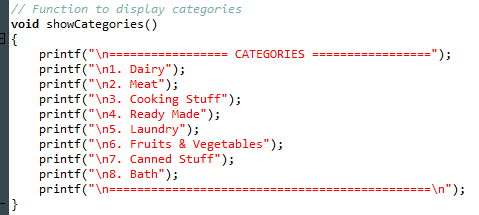 // Function to display categories
void showCategories()
{
printf("\n================ CATEGORIES ================");
printf("\n1. Dairy");
printf("\n2. Meat");
printf("\n3. Cooking Stuff");
printf("\n4. Ready Made");
printf("\n5. Laundry");
printf("\n6. Fruits & Vegetables");
printf("\n7. Canned Stuff");
printf("\n8. Bath");
printf("\n============================================\n");
}